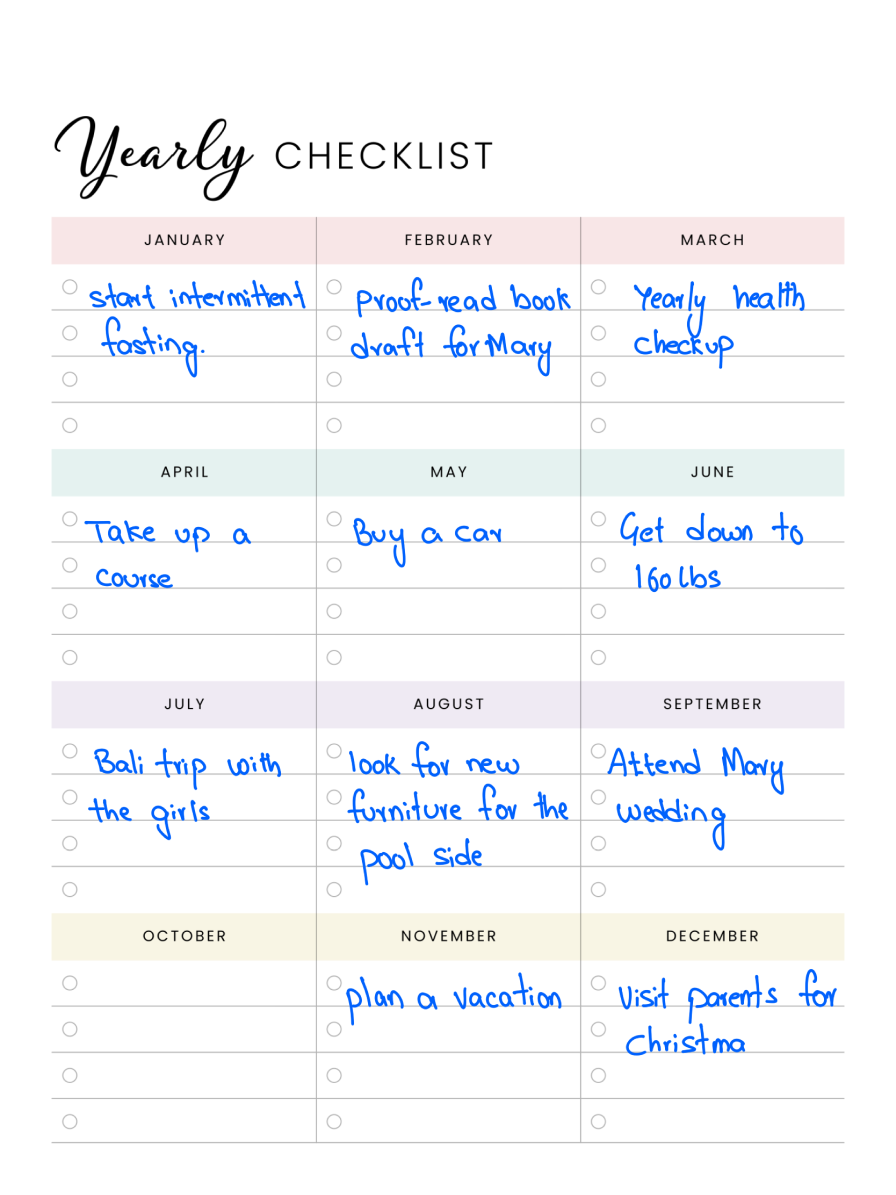 Yearly CHECKLIST
JANUARY
start intermittent
fasting.
FEBRUARY
Proof-read book
draft for Mary
MARCH
Yearly health
checkup
APRIL
Take up a
course
MAY
Buy a car
JUNE
Get down to
160 lbs
JULY
Bali trip with
the girls
AUGUST
look for new
furniture for the
pool side
SEPTEMBER
Attend Mary
wedding
OCTOBER
NOVEMBER
plan a vacation
DECEMBER
Visit parents for
Christma